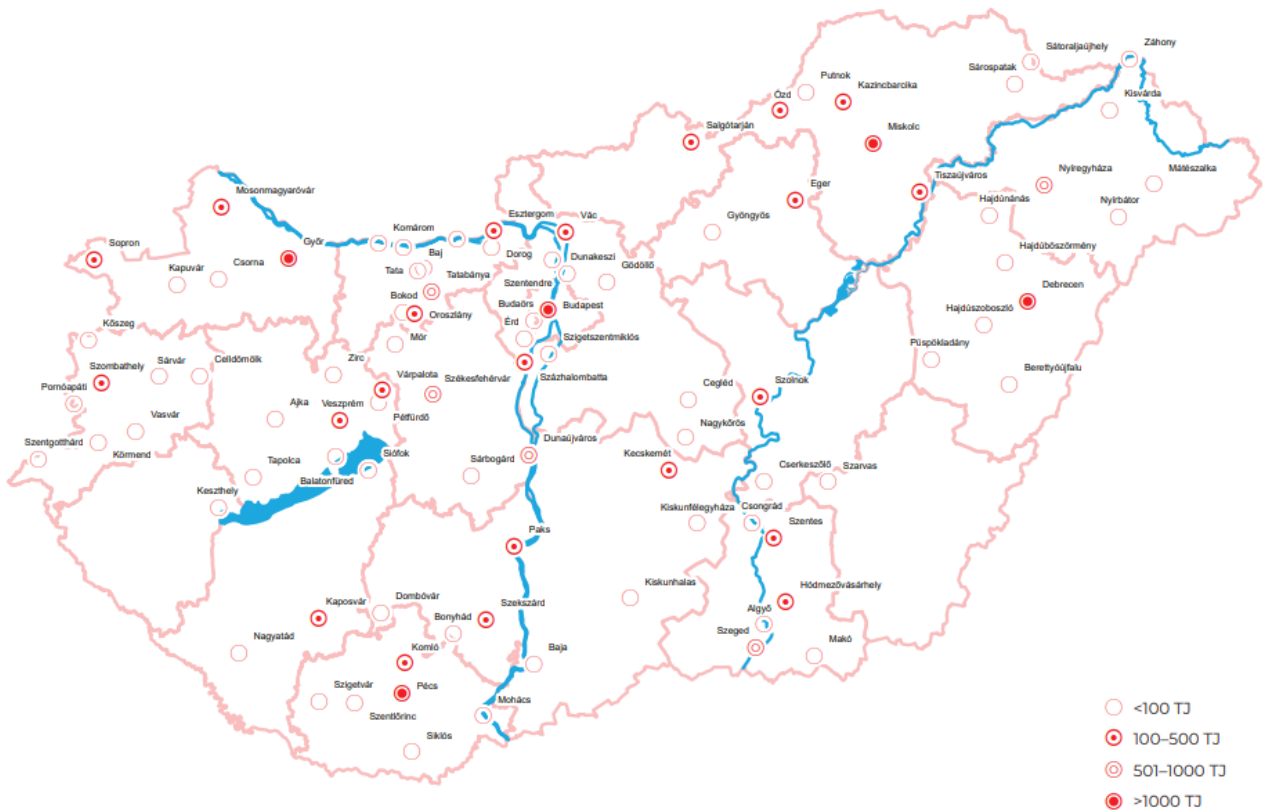 Sátoraljaújhely
Záhony
Sárospatak
Putnok
Kazincbarcika
Ózd
Kisvárda
Salgótarján
Miskolc
Nyíregyháza
Mátészalka
Tiszaújváros
Eger
Mosonmagyaróvár
Hajdúnánás
Nyírbátor
Gyöngyös
Esztergom
Vác
Komárom
Győr
Sopron
Hajdúböszörmény
Baj
Dorog
Dunakeszi
Csorna
Kapuvár
Tata
Tatabánya
Gödöllő
Szentendre
Debrecen
Bokod
Budaörs
Budapest
Oroszlány
Hajdúszoboszló
Érd
Kőszeg
Mór
Szigetszentmiklós
Püspökladány
Zirc
Celldömölk
Sárvár
Szombathely
Várpalota
Székesfehérvár
Százhalombatta
Berettyóújfalu
Pornóapáti
Szolnok
Cegléd
Ajka
Veszprém
Vasvár
Pétfürdő
Nagykőrös
Szentgotthárd
Körmend
Dunaújváros
Siófok
Kecskemét
Sárbogárd
Tapolca
Cserkeszőlő
Szarvas
Balatonfüred
Keszthely
Kiskunfélegyháza
Csongrád
Szentes
Paks
Kiskunhalas
Hódmezővásárhely
Dombóvár
Kaposvár
Szekszárd
Bonyhád
Algyő
Szeged
Nagyatád
Komló
Baja
Makó
Szigetvár
Pécs
Mohács
Szentlőrinc
Siklós
<100 TJ
100–500 TJ
501–1000 TJ
>1000 TJ